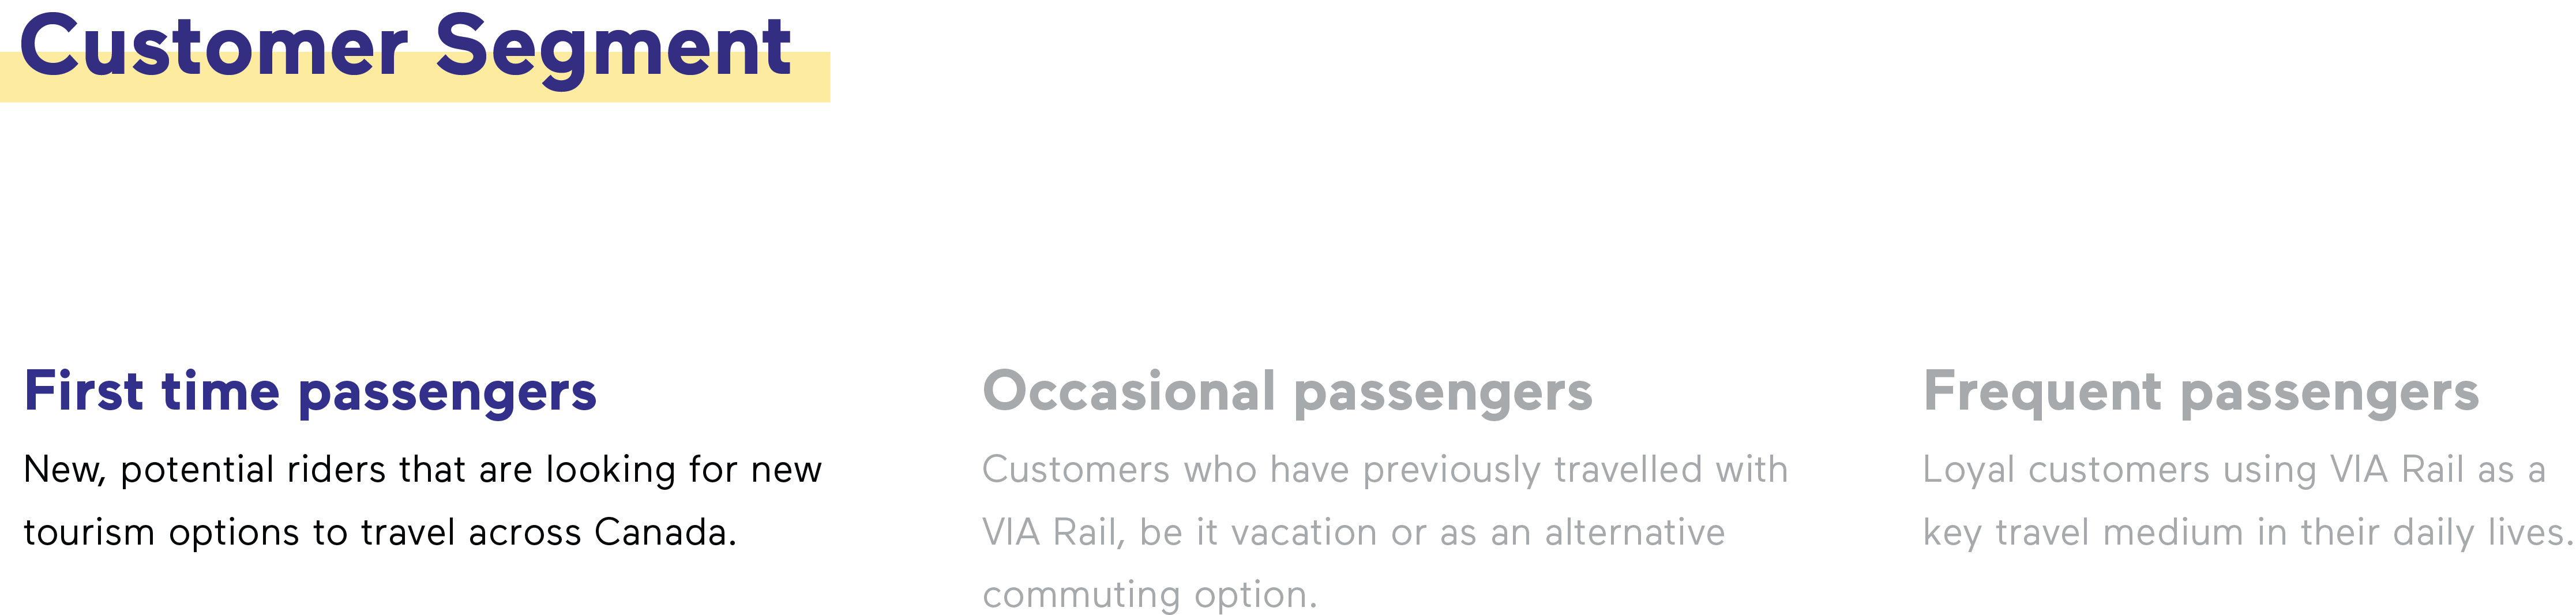 Customer Segment
First time passengers
New, potential riders that are looking for new
tourism options to travel across Canada.
Occasional passengers
Customers who have previously travelled with
VIA Rail, be it vacation or as an alternative
commuting option.
Frequent passengers
Loyal customers using VIA Rail as a
key travel medium in their daily lives.